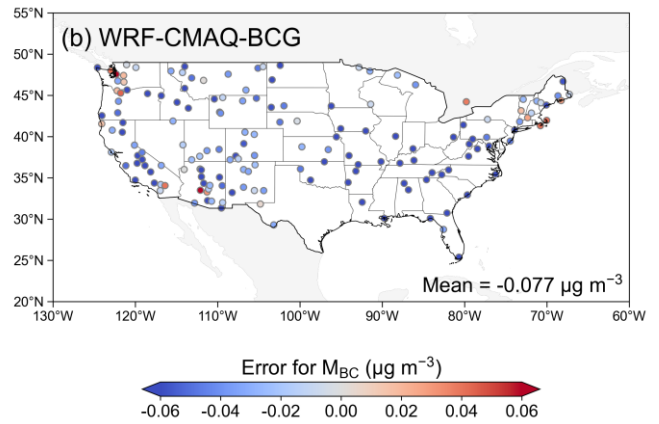 55°N
(b) WRF-CMAQ-BCG
50°N
45°N
40°N
35°N
30°N
25°N
Mean = -0.077 μg m⁻³
20°N
130°W 120°W 110°W 100°W 90°W 80°W 70°W 60°W
Error for M_BC (μg m⁻³)
-0.06 -0.04 -0.02 0.00 0.02 0.04 0.06